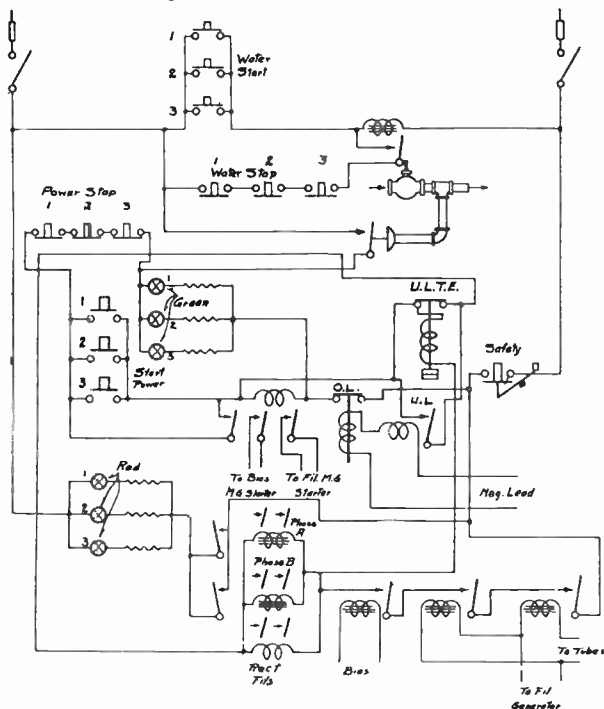 1
2
3
Water
Start
1
2
3
Water Stop
Power Stop
1
2
3
1
2
3
Green
U.L.T.E.
1
2
3
Start
Power
Safety
O.L.
U.L
To Bias
M.G Starter
To Fil. M.G
Starter
Mag. Lead
Red
1
2
3
Phase
A
Phase B
Rect
Fils
Bias
To Tubes
To Fil
Generator